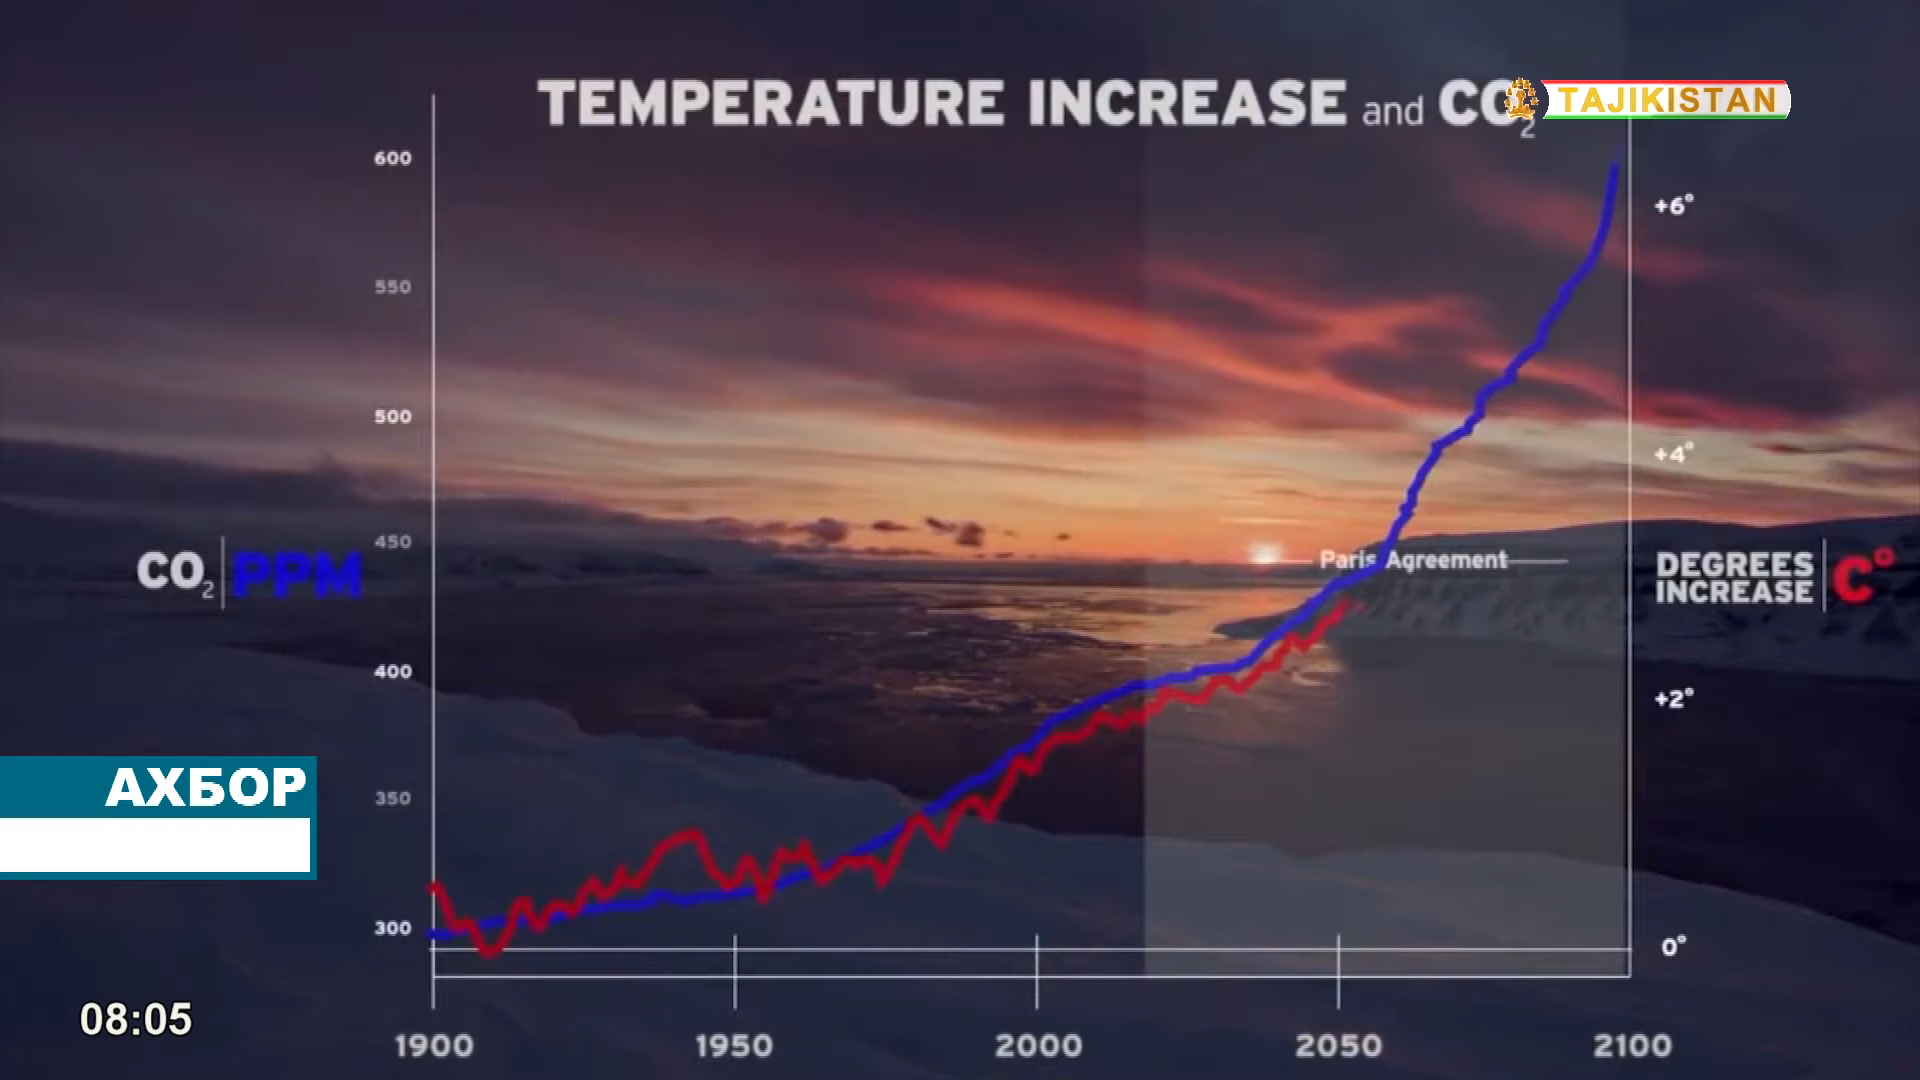 TEMPERATURE INCREASE and CO₂
TAJIKISTAN
600
550
500
450
400
350
300
CO₂ PPM
+6°
+4°
+2°
0°
DEGREES
INCREASE
C°
Paris Agreement
АХБОР
08:05
1900 1950 2000 2050 2100